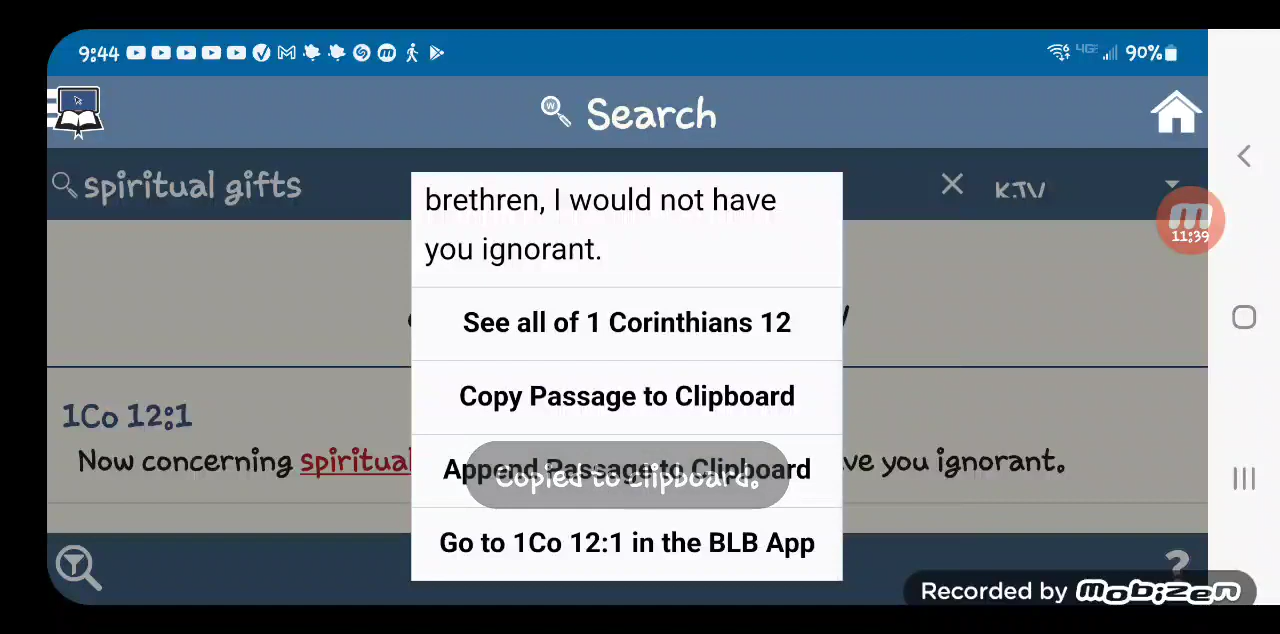 9:44
4GE
90%
Search
spiritual gifts
KJV
11:39
brethren, I would not have
you ignorant.
See all of 1 Corinthians 12
Copy Passage to Clipboard
1Co 12:1
Now concerning spiritual
ve you ignorant.
Append Passage to Clipboard
Copied to clipboard.
Go to 1Co 12:1 in the BLB App
?
Recorded by mobizen